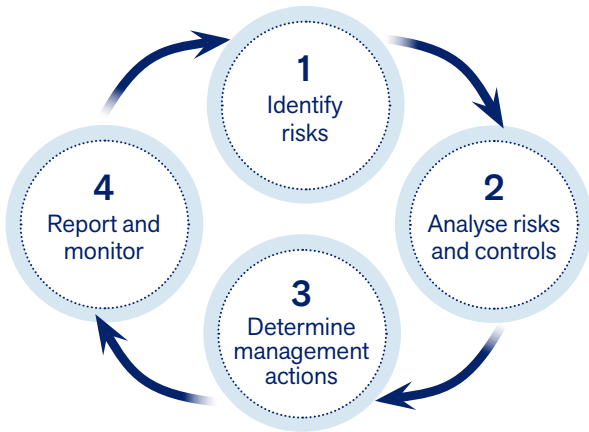 1
Identify
risks
2
Analyse risks
and controls
3
Determine
management
actions
4
Report and
monitor